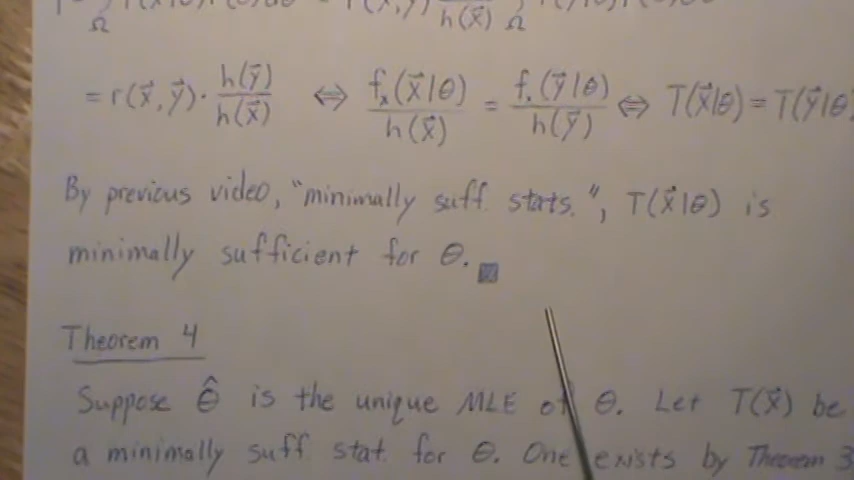 = r(x⃗, y⃗) · h(y⃗)/h(x⃗) ⇔ fₓ(x⃗|θ)/h(x⃗) = f.(y⃗|θ)/h(y⃗) ⇔ T(x⃗|θ) = T(y⃗|θ
By previous video, "minimally suff. stats.", T(x⃗|θ) is
minimally sufficient for θ.
Theorem 4
Suppose θ̂ is the unique MLE of θ. Let T(x⃗) be
a minimally suff. stat. for θ. One exists by Theorem 3